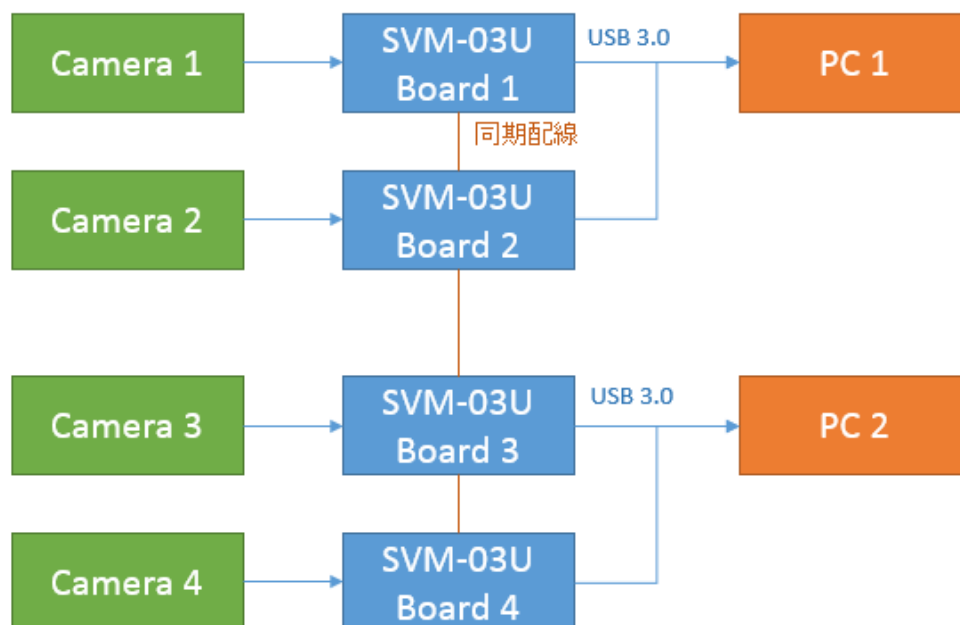 Camera 1
SVM-03U
Board 1
USB 3.0
PC 1
同期配線
Camera 2
SVM-03U
Board 2
Camera 3
SVM-03U
Board 3
USB 3.0
PC 2
Camera 4
SVM-03U
Board 4